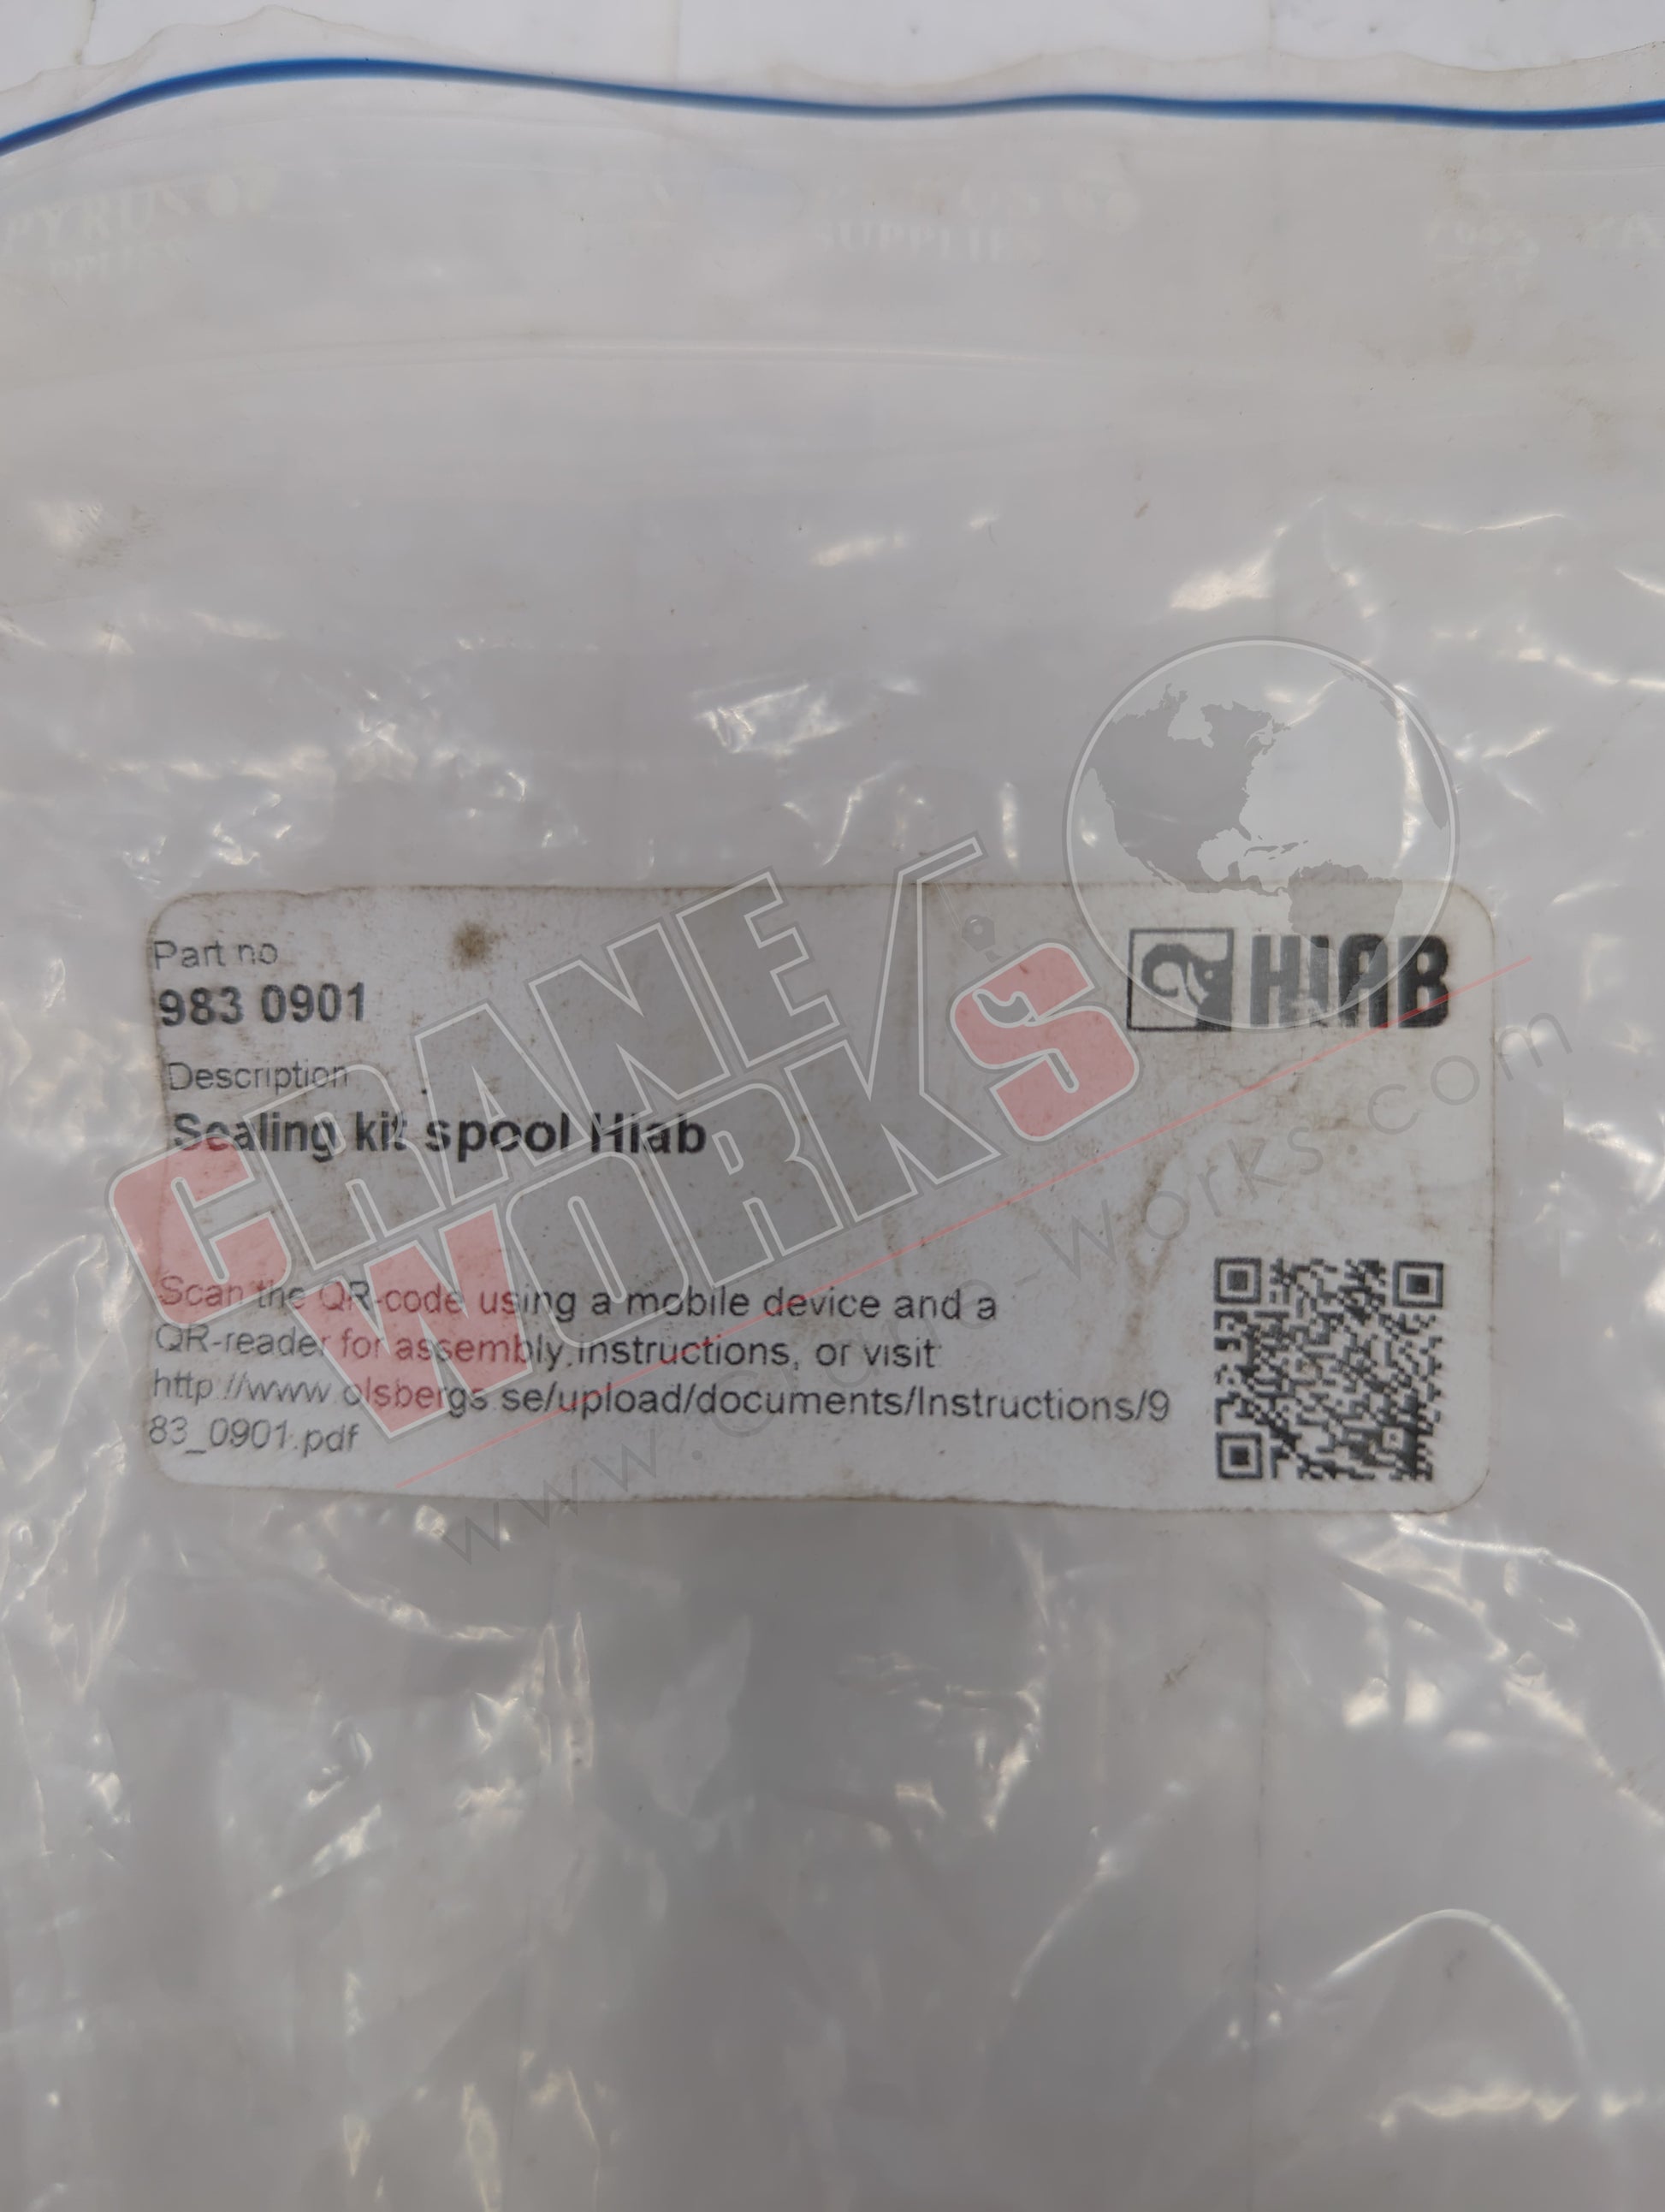 Part no
983 0901
HIAB
Description
Sealing kit spool Hiab
Scan the QR-code using a mobile device and a
QR-reader for assembly instructions, or visit:
http://www.olsbergs.se/upload/documents/Instructions/9
83_0901.pdf
CRANE
WORKS
www.crane-works.com